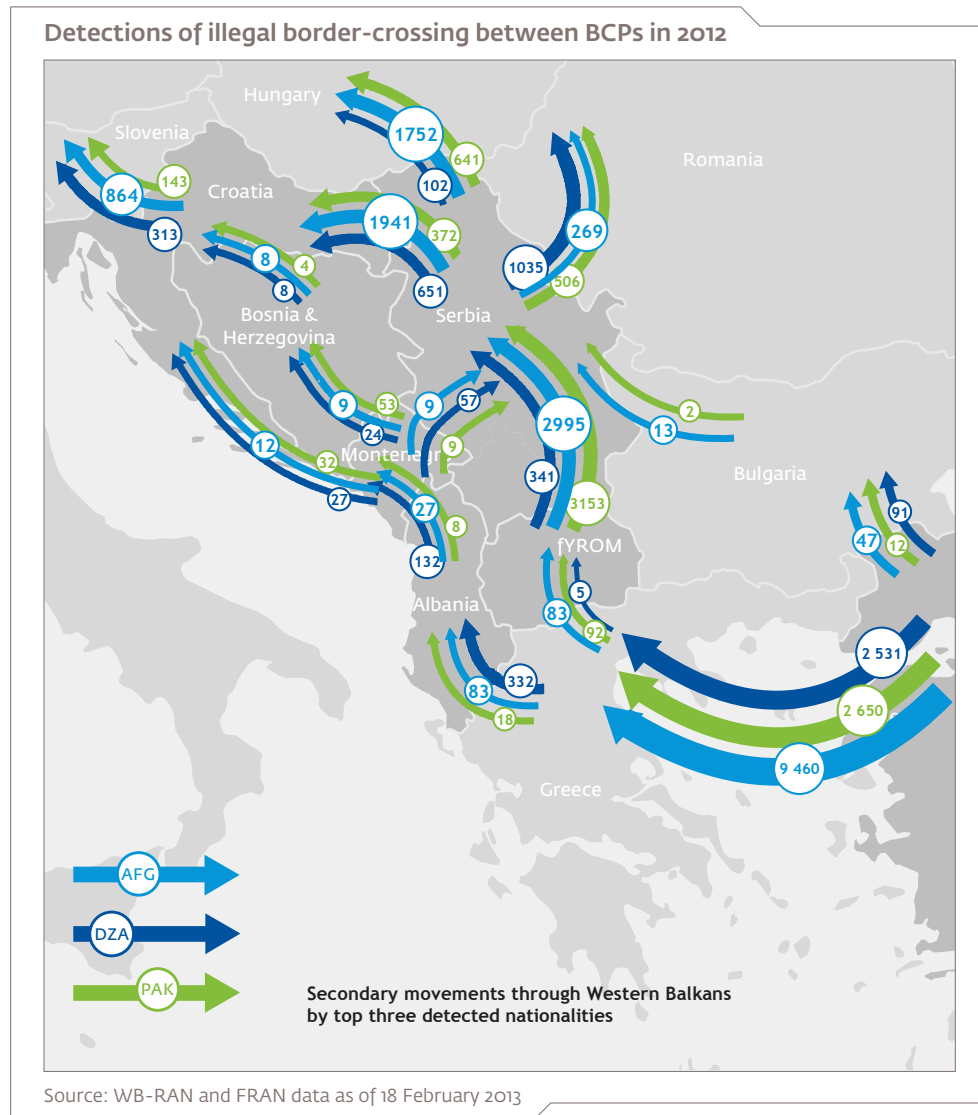 Detections of illegal border-crossing between BCPs in 2012
Hungary
Slovenia
Croatia
Romania
1752
641
102
143
864
313
1941
372
651
269
1035
506
8
4
8
Bosnia &
Herzegovina
Serbia
9
53
24
9
57
9
2995
341
3153
2
13
Bulgaria
12
32
27
Montenegr
27
8
132
91
47
12
fYROM
5
83
92
Albania
332
83
18
2 531
2 650
9 460
Greece
AFG
DZA
PAK
Secondary movements through Western Balkans
by top three detected nationalities
Source: WB-RAN and FRAN data as of 18 February 2013